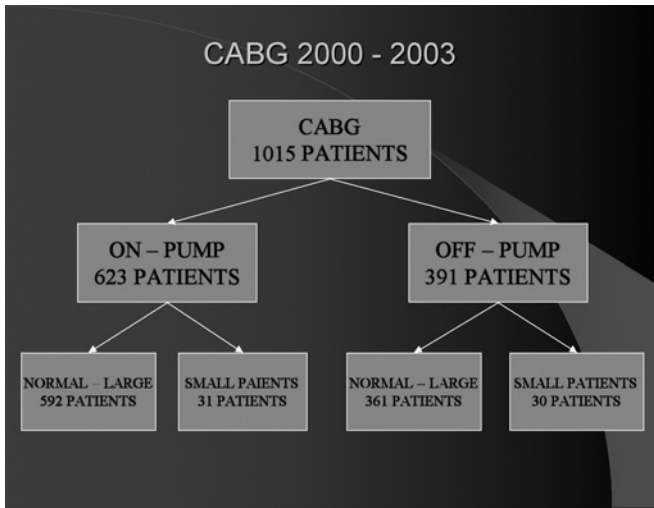 CABG 2000 - 2003
CABG
1015 PATIENTS
ON – PUMP
623 PATIENTS
OFF – PUMP
391 PATIENTS
NORMAL – LARGE
592 PATIENTS
SMALL PAIENTS
31 PATIENTS
NORMAL – LARGE
361 PATIENTS
SMALL PATIENTS
30 PATIENTS